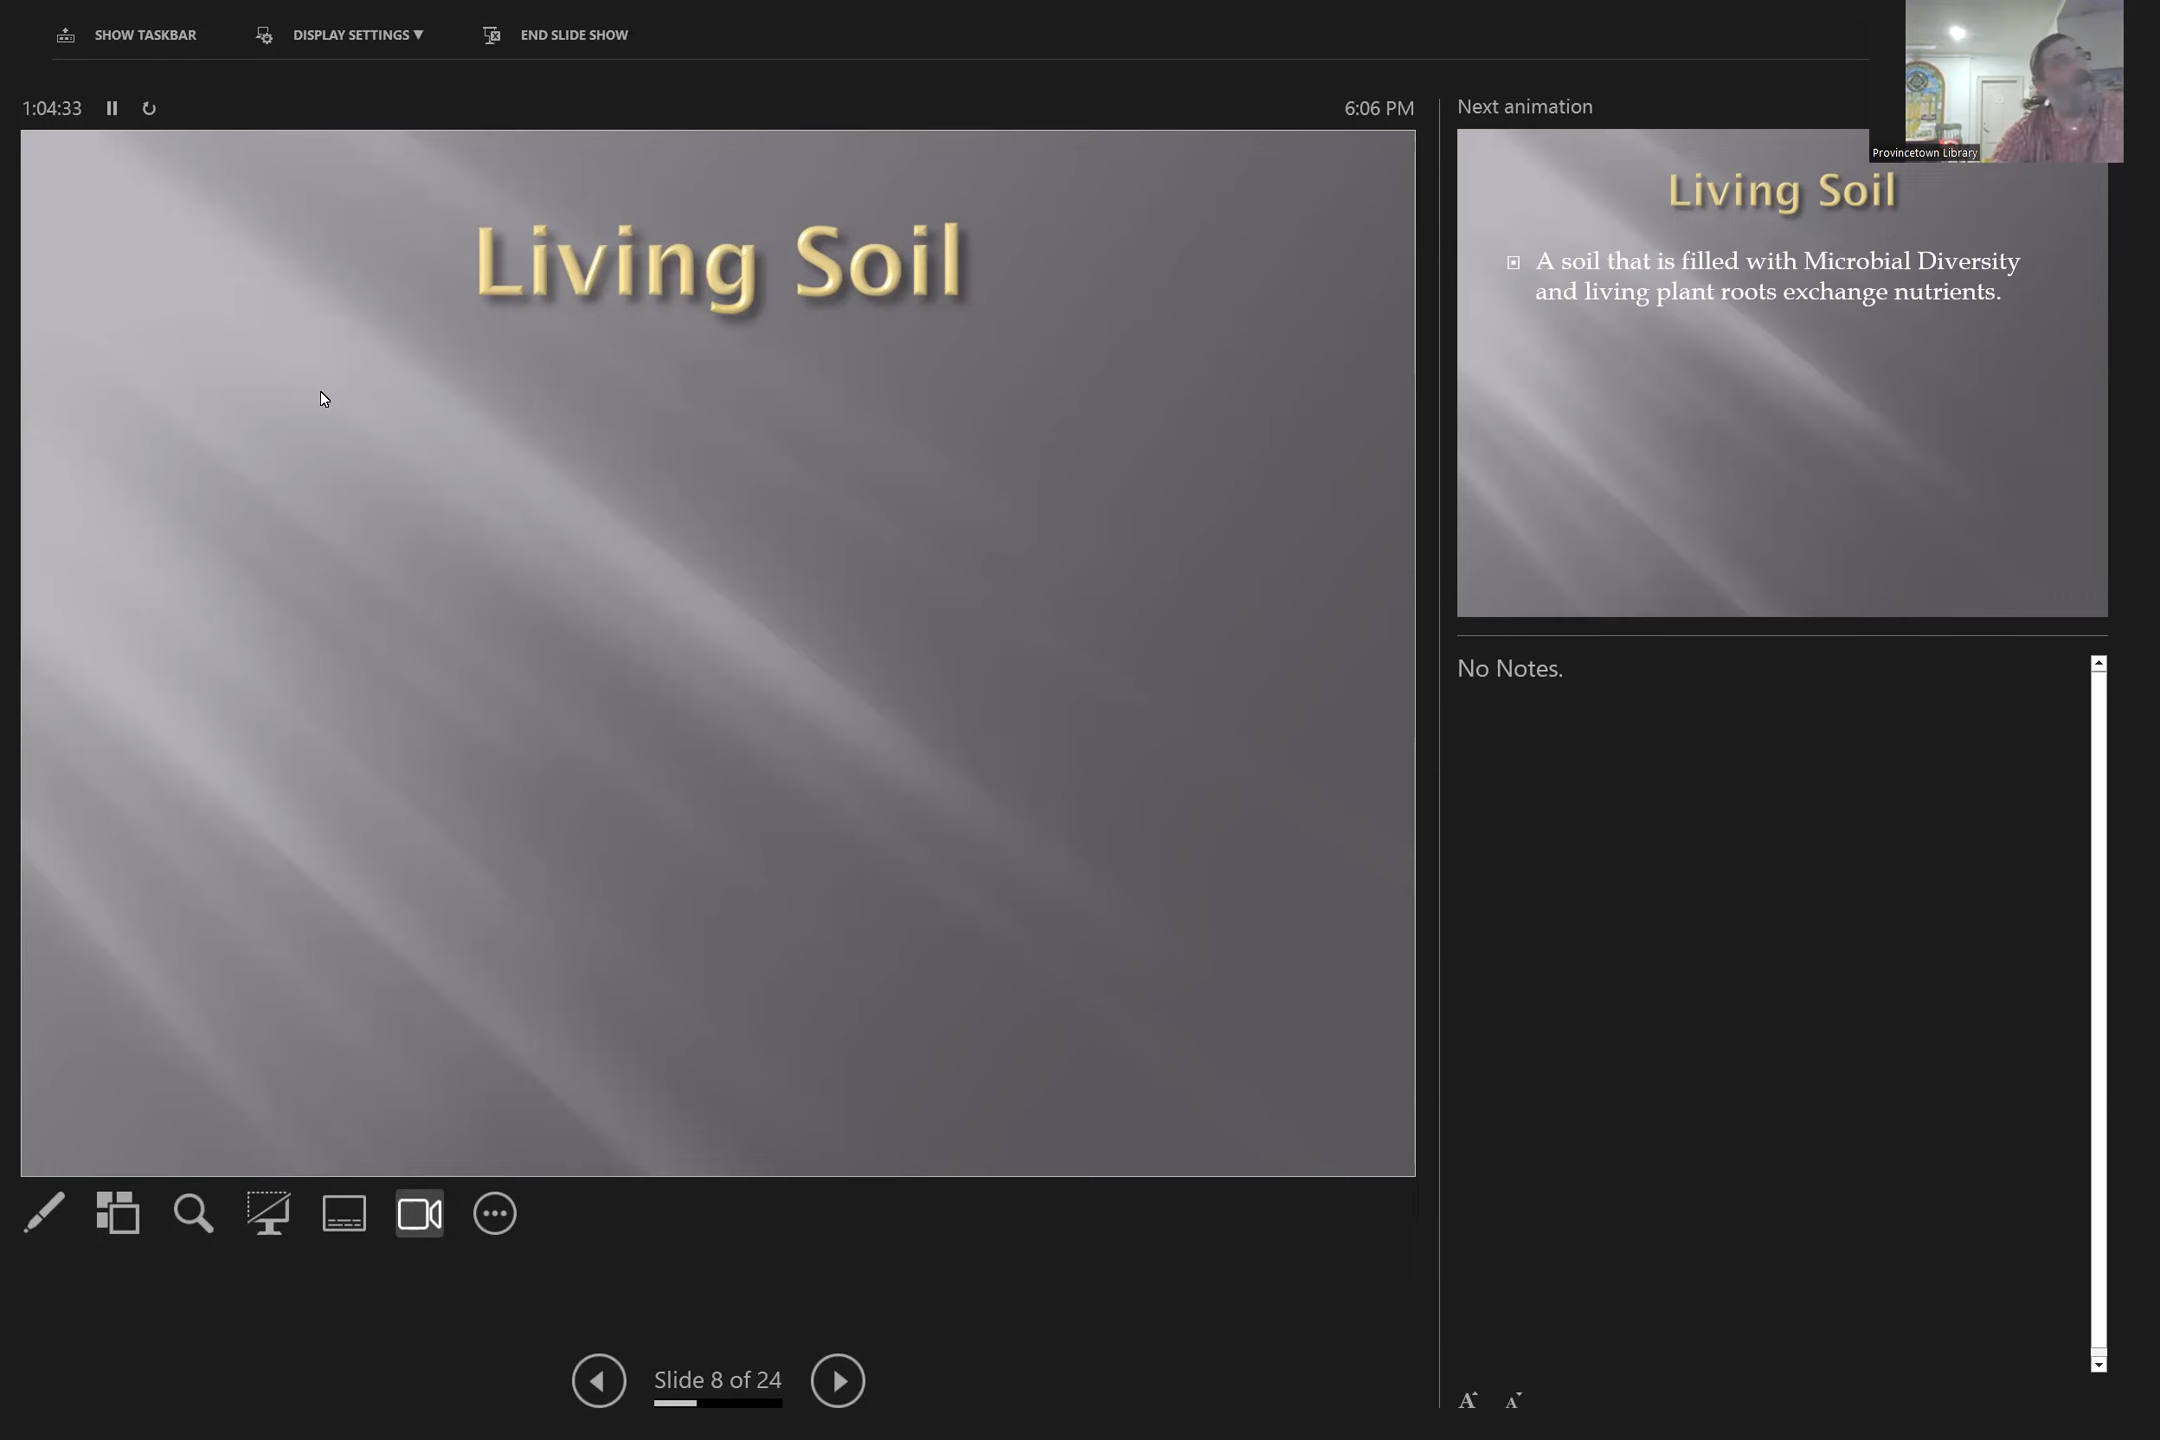 SHOW TASKBAR
DISPLAY SETTINGS ▼
END SLIDE SHOW
1:04:33
6:06 PM
Next animation
Provincetown Library
Living Soil
Living Soil
A soil that is filled with Microbial Diversity
and living plant roots exchange nutrients.
No Notes.
Slide 8 of 24
A
A